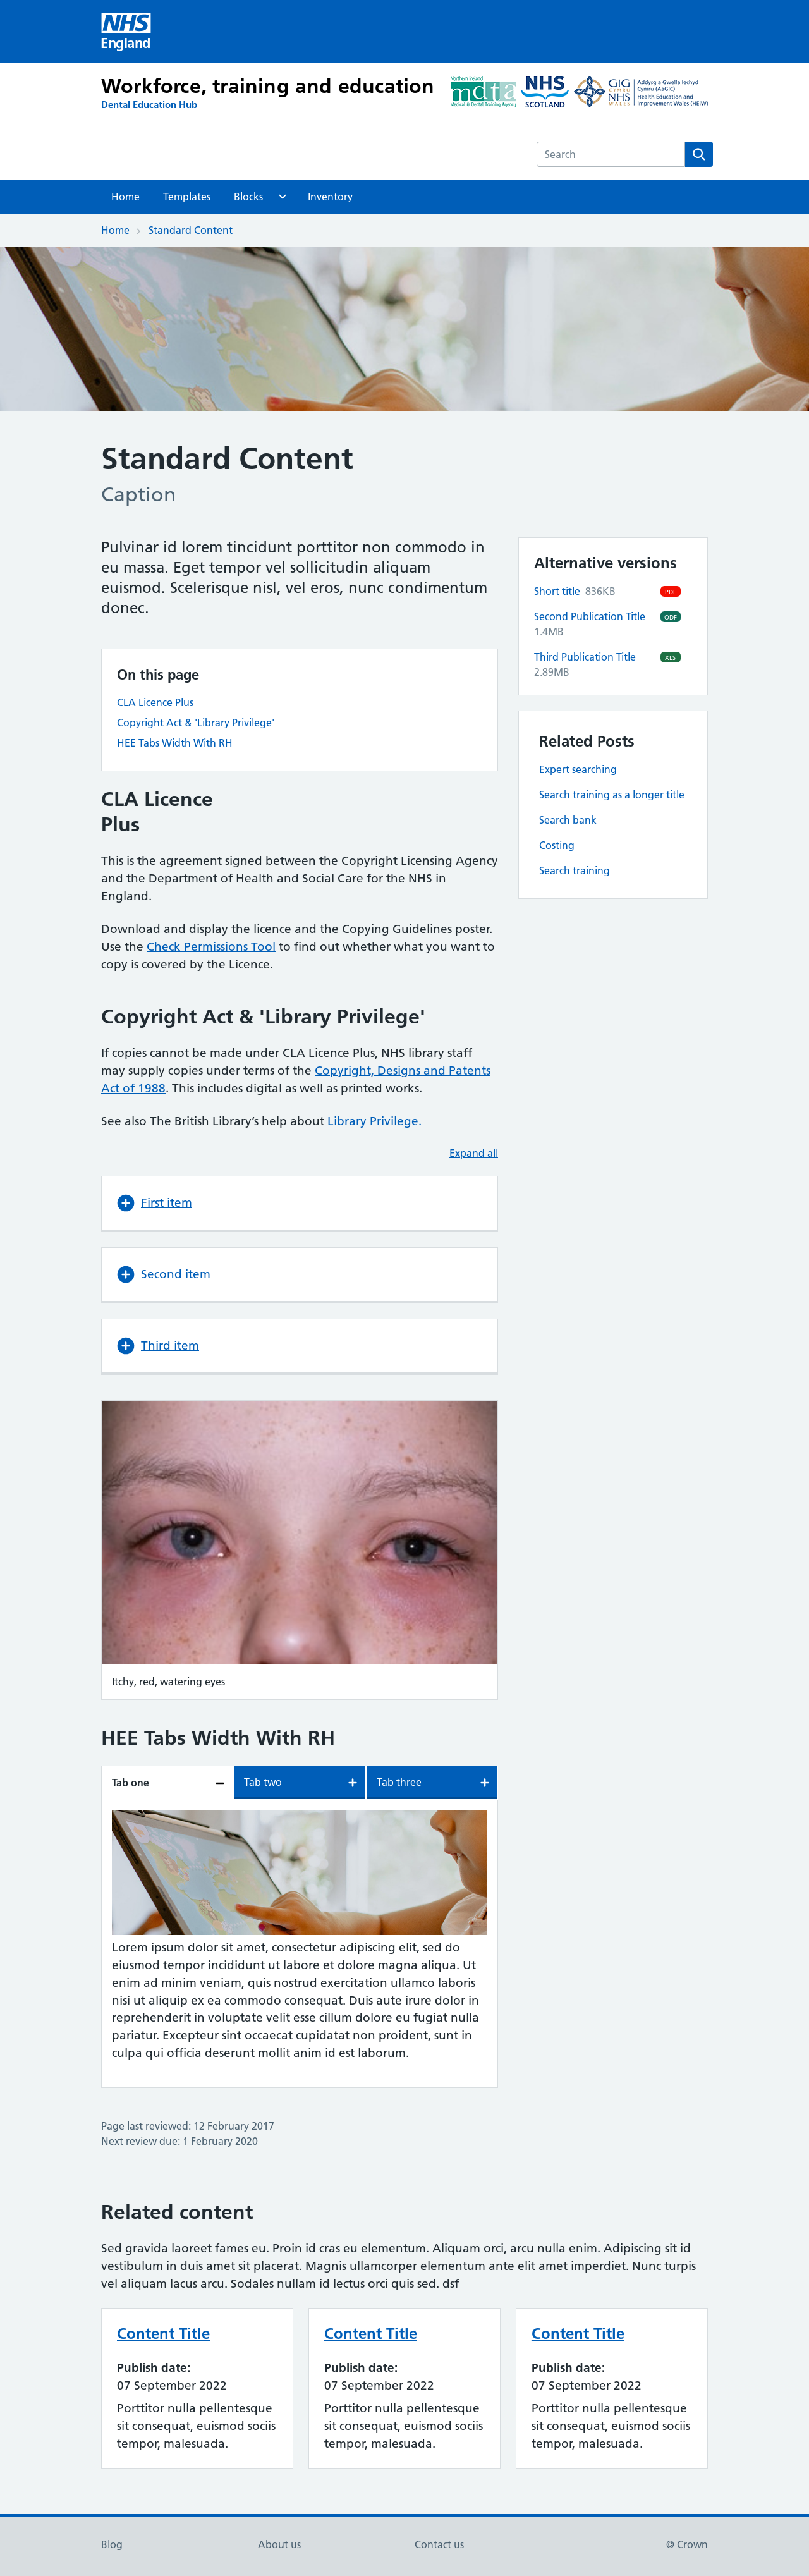 NHS
England
Workforce, training and education
Dental Education Hub
Northern Ireland
mdta
Medical & Dental Training Agency
NHS
SCOTLAND
GIG
CYMRU
NHS
WALES
Addysg a Gwella Iechyd
Cymru (AaGIC)
Health Education and
Improvement Wales (HEIW)
Search
Home Templates Blocks Inventory
Home Standard Content
Standard Content
Caption
Pulvinar id lorem tincidunt porttitor non commodo in
eu massa. Eget tempor vel sollicitudin aliquam
euismod. Scelerisque nisl, vel eros, nunc condimentum
donec.
On this page
CLA Licence Plus
Copyright Act & 'Library Privilege'
HEE Tabs Width With RH
CLA Licence
Plus
This is the agreement signed between the Copyright Licensing Agency
and the Department of Health and Social Care for the NHS in
England.
Download and display the licence and the Copying Guidelines poster.
Use the Check Permissions Tool to find out whether what you want to
copy is covered by the Licence.
Copyright Act & 'Library Privilege'
If copies cannot be made under CLA Licence Plus, NHS library staff
may supply copies under terms of the Copyright, Designs and Patents
Act of 1988. This includes digital as well as printed works.
See also The British Library’s help about Library Privilege.
Expand all
First item
Second item
Third item
Itchy, red, watering eyes
HEE Tabs Width With RH
Tab one Tab two Tab three
Lorem ipsum dolor sit amet, consectetur adipiscing elit, sed do
eiusmod tempor incididunt ut labore et dolore magna aliqua. Ut
enim ad minim veniam, quis nostrud exercitation ullamco laboris
nisi ut aliquip ex ea commodo consequat. Duis aute irure dolor in
reprehenderit in voluptate velit esse cillum dolore eu fugiat nulla
pariatur. Excepteur sint occaecat cupidatat non proident, sunt in
culpa qui officia deserunt mollit anim id est laborum.
Page last reviewed: 12 February 2017
Next review due: 1 February 2020
Alternative versions
Short title 836KB PDF
Second Publication Title ODF
1.4MB
Third Publication Title XLS
2.89MB
Related Posts
Expert searching
Search training as a longer title
Search bank
Costing
Search training
Related content
Sed gravida laoreet fames eu. Proin id cras eu elementum. Aliquam orci, arcu nulla enim. Adipiscing sit id
vestibulum in duis amet sit placerat. Magnis ullamcorper elementum ante elit amet imperdiet. Nunc turpis
vel aliquam lacus arcu. Sodales nullam id lectus orci quis sed. dsf
Content Title
Publish date:
07 September 2022
Porttitor nulla pellentesque
sit consequat, euismod sociis
tempor, malesuada.
Content Title
Publish date:
07 September 2022
Porttitor nulla pellentesque
sit consequat, euismod sociis
tempor, malesuada.
Content Title
Publish date:
07 September 2022
Porttitor nulla pellentesque
sit consequat, euismod sociis
tempor, malesuada.
Blog About us Contact us © Crown